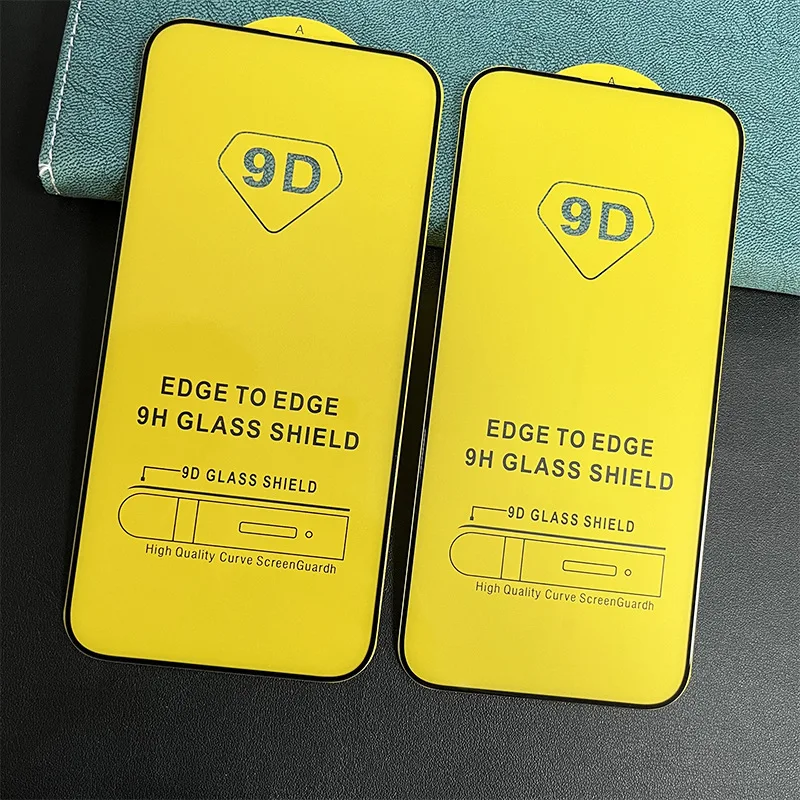 A
9D
EDGE TO EDGE
9H GLASS SHIELD
9D GLASS SHIELD
High Quality Curve ScreenGuardh
A
9D
EDGE TO EDGE
9H GLASS SHIELD
9D GLASS SHIELD
High Quality Curve ScreenGuardh